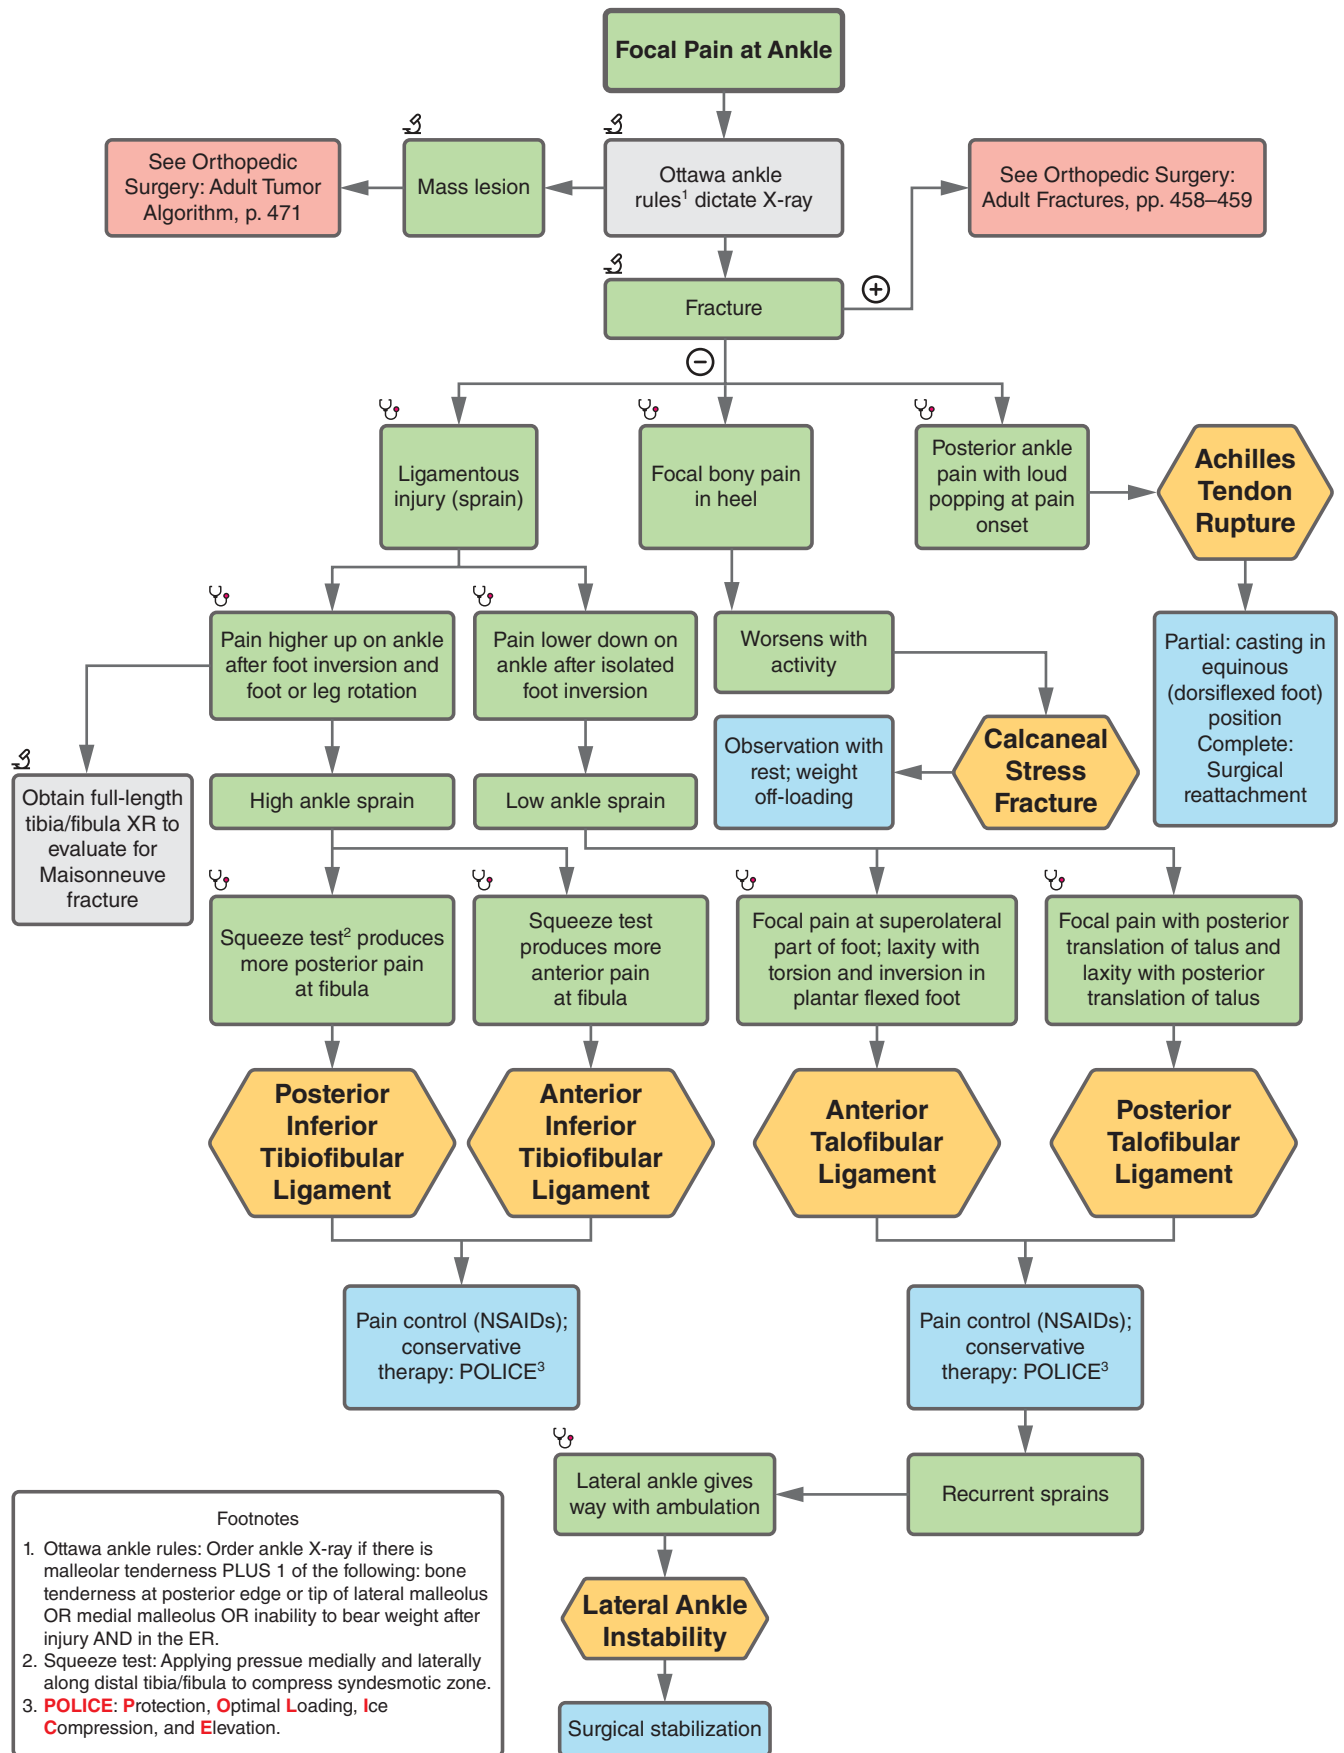 Focal Pain at Ankle
See Orthopedic
Surgery: Adult Tumor
Algorithm, p. 471
Mass lesion
Ottawa ankle
rules1 dictate X-ray
See Orthopedic Surgery:
Adult Fractures, pp. 458–459
Fracture
+
−
Ligamentous
injury (sprain)
Focal bony pain
in heel
Posterior ankle
pain with loud
popping at pain
onset
Achilles
Tendon
Rupture
Pain higher up on ankle
after foot inversion and
foot or leg rotation
Pain lower down on
ankle after isolated
foot inversion
Worsens with
activity
Partial: casting in
equinous
(dorsiflexed foot)
position
Complete:
Surgical
reattachment
Obtain full-length
tibia/fibula XR to
evaluate for
Maisonneuve
fracture
High ankle sprain
Low ankle sprain
Observation with
rest; weight
off-loading
Calcaneal
Stress
Fracture
Squeeze test2 produces
more posterior pain
at fibula
Squeeze test
produces more
anterior pain
at fibula
Focal pain at superolateral
part of foot; laxity with
torsion and inversion in
plantar flexed foot
Focal pain with posterior
translation of talus and
laxity with posterior
translation of talus
Posterior
Inferior
Tibiofibular
Ligament
Anterior
Inferior
Tibiofibular
Ligament
Anterior
Talofibular
Ligament
Posterior
Talofibular
Ligament
Pain control (NSAIDs);
conservative
therapy: POLICE3
Pain control (NSAIDs);
conservative
therapy: POLICE3
Lateral ankle gives
way with ambulation
Recurrent sprains
Lateral Ankle
Instability
Surgical stabilization
Footnotes
1. Ottawa ankle rules: Order ankle X-ray if there is
malleolar tenderness PLUS 1 of the following: bone
tenderness at posterior edge or tip of lateral malleolus
OR medial malleolus OR inability to bear weight after
injury AND in the ER.
2. Squeeze test: Applying pressue medially and laterally
along distal tibia/fibula to compress syndesmotic zone.
3. POLICE: Protection, Optimal Loading, Ice
Compression, and Elevation.